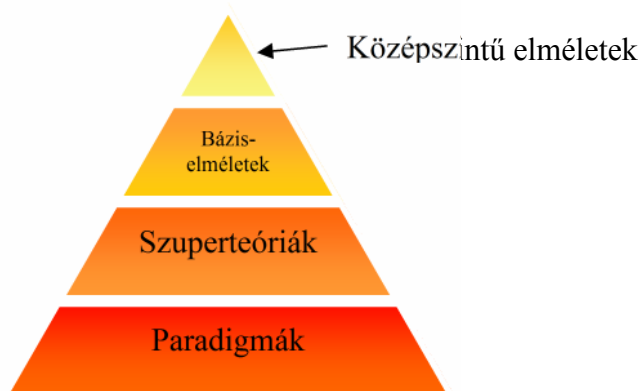 Középszintű elméletek
Bázis-
elméletek
Szuperteóriák
Paradigmák